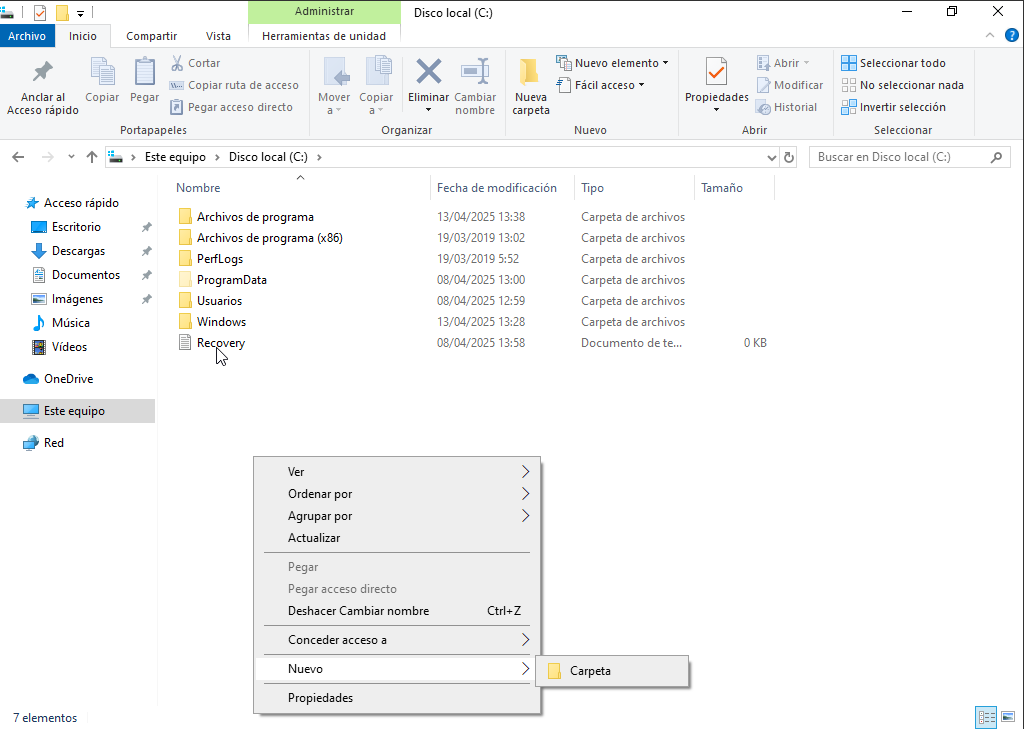 Administrar
Disco local (C:)
Archivo Inicio Compartir Vista Herramientas de unidad
Anclar al
Acceso rápido
Copiar
Pegar
Cortar
Copiar ruta de acceso
Pegar acceso directo
Portapapeles
Mover
a
Copiar
a
Eliminar
Cambiar
nombre
Organizar
Nueva
carpeta
Nuevo elemento
Fácil acceso
Nuevo
Propiedades
Abrir
Modificar
Historial
Abrir
Seleccionar todo
No seleccionar nada
Invertir selección
Seleccionar
Este equipo > Disco local (C:) >
Buscar en Disco local (C:)
Acceso rápido
Escritorio
Descargas
Documentos
Imágenes
Música
Vídeos
OneDrive
Este equipo
Red
Nombre Fecha de modificación Tipo Tamaño
Archivos de programa 13/04/2025 13:38 Carpeta de archivos
Archivos de programa (x86) 19/03/2019 13:02 Carpeta de archivos
PerfLogs 19/03/2019 5:52 Carpeta de archivos
ProgramData 08/04/2025 13:00 Carpeta de archivos
Usuarios 08/04/2025 12:59 Carpeta de archivos
Windows 13/04/2025 13:28 Carpeta de archivos
Recovery 08/04/2025 13:58 Documento de te... 0 KB
Ver
Ordenar por
Agrupar por
Actualizar
Pegar
Pegar acceso directo
Deshacer Cambiar nombre Ctrl+Z
Conceder acceso a
Nuevo
Carpeta
Propiedades
7 elementos